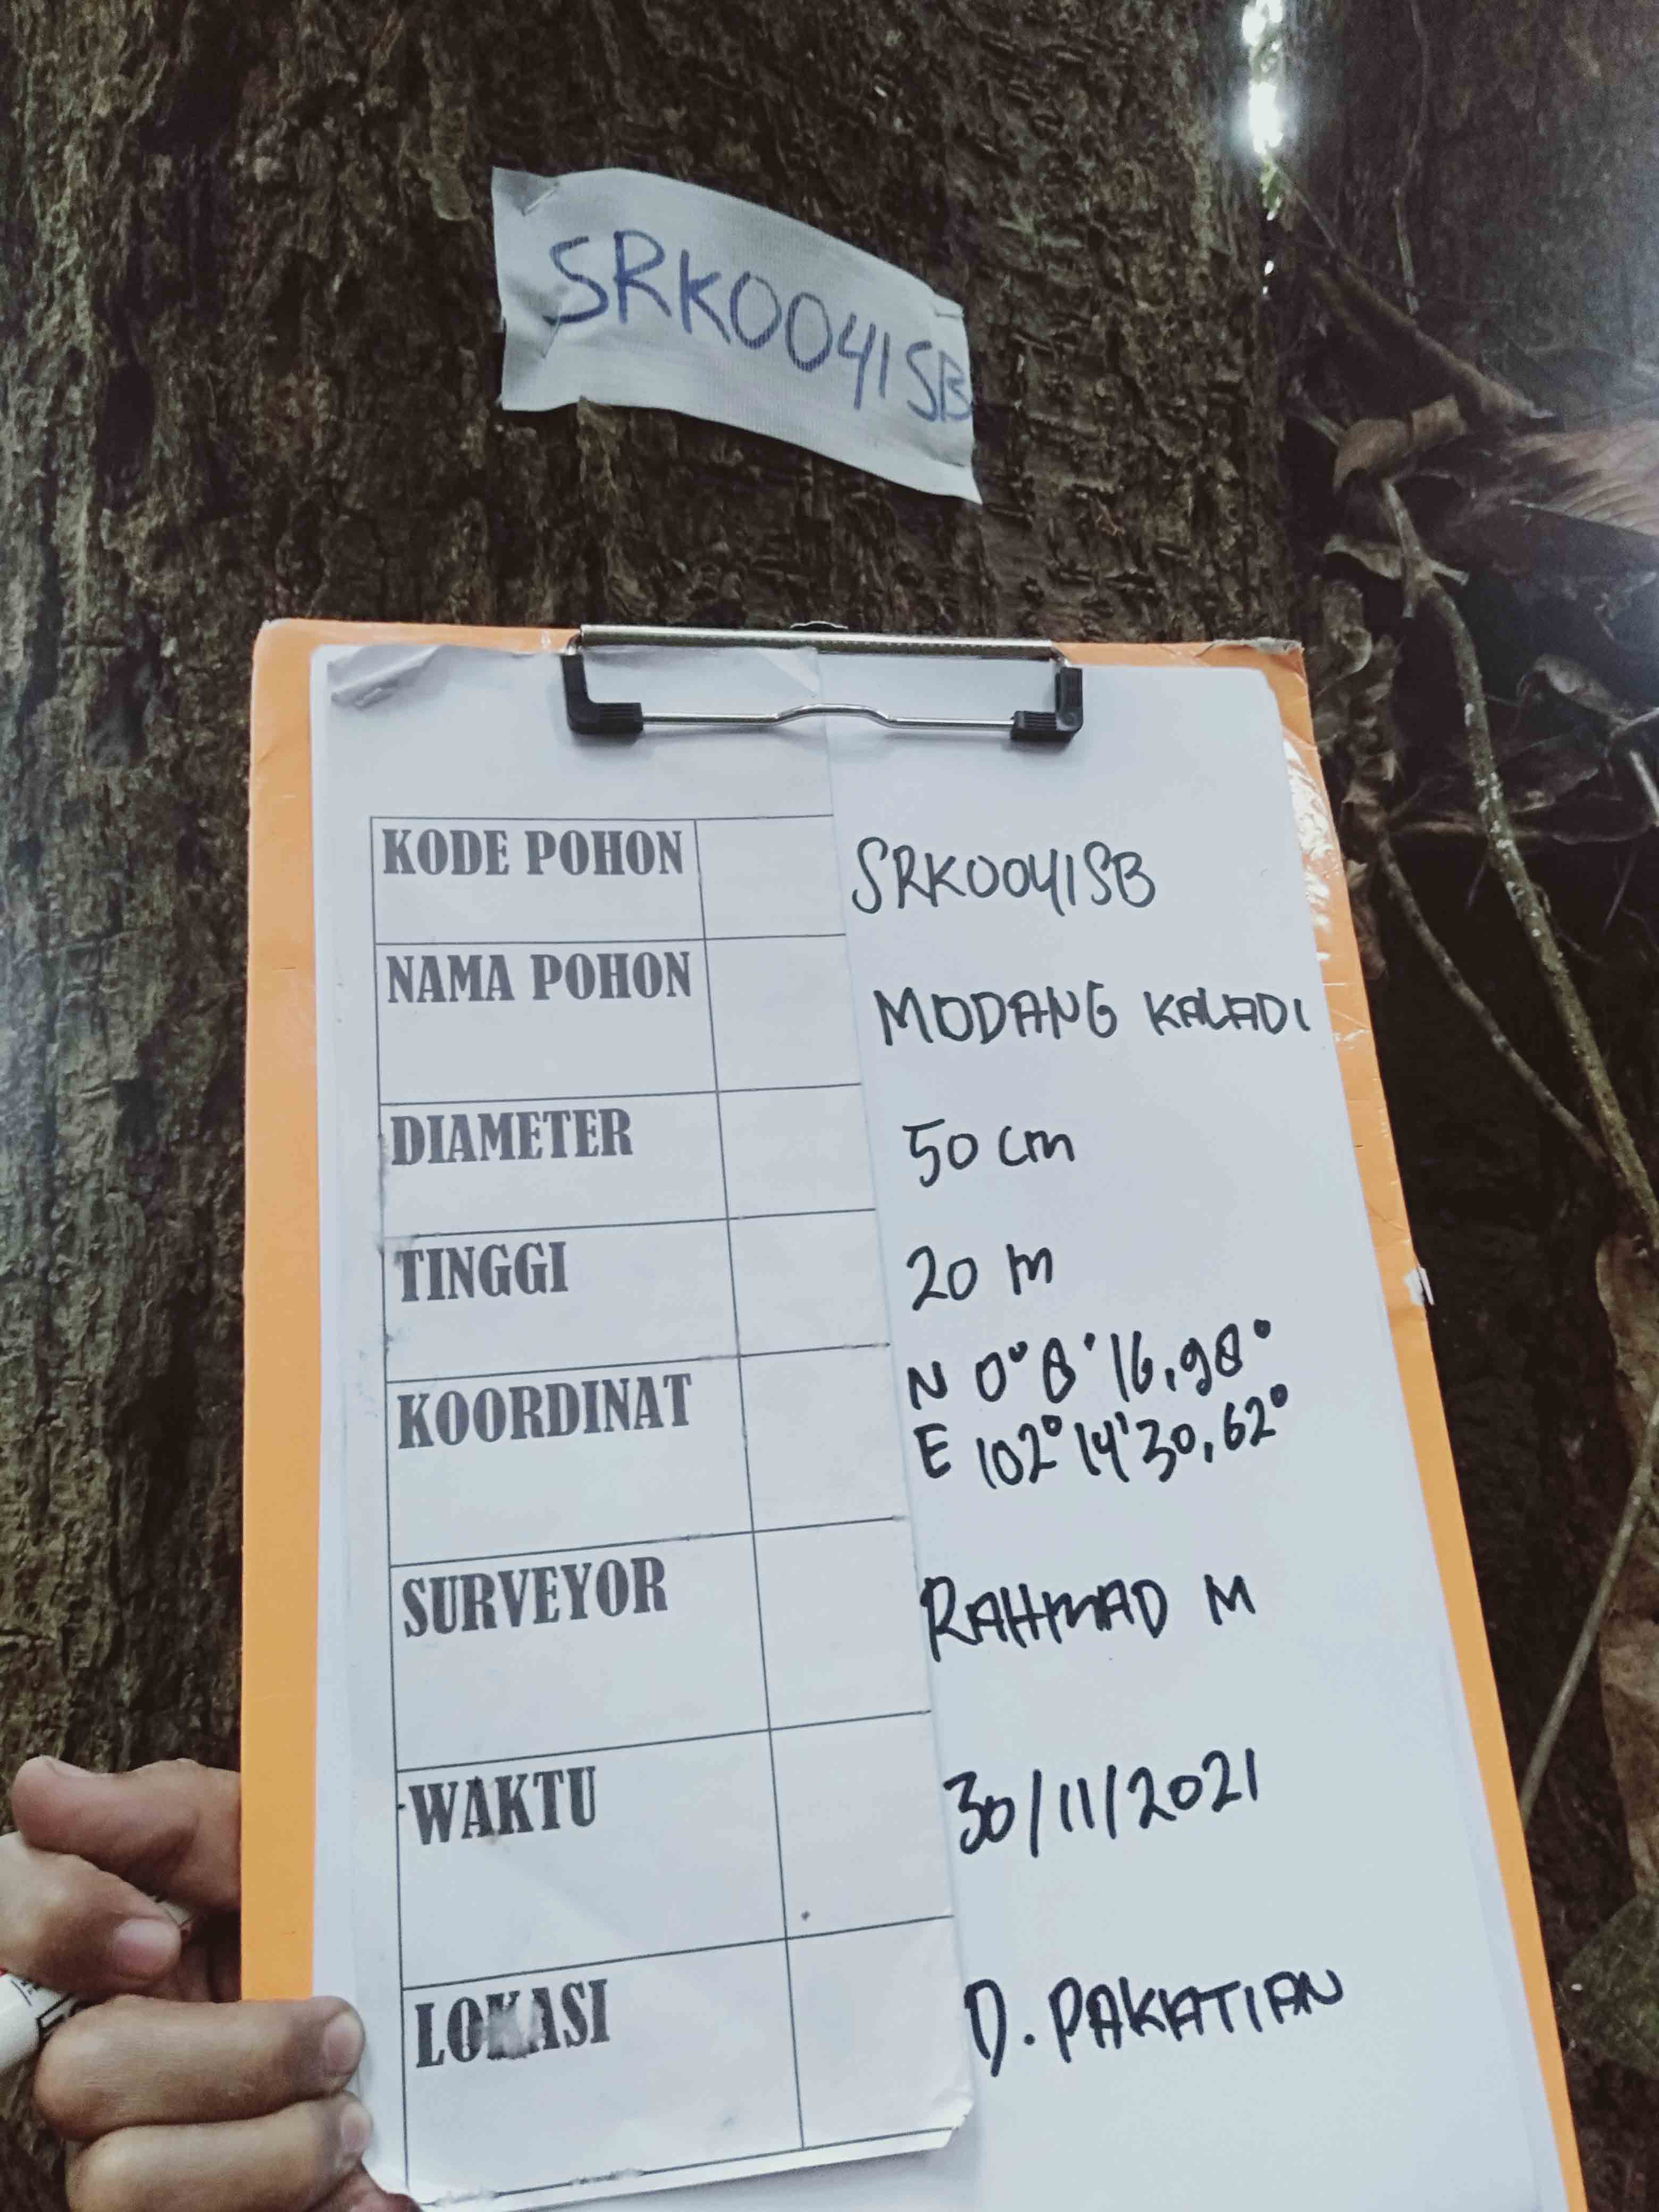 SRK0041SB
KODE POHON SRK0041SB
NAMA POHON MODANG KALADI
DIAMETER 50 cm
TINGGI 20 m
KOORDINAT N 0° 8' 16,98°
E 102° 14' 30,62°
SURVEYOR RAHMAD M
WAKTU 30/11/2021
LOKASI D. PAKATIAN